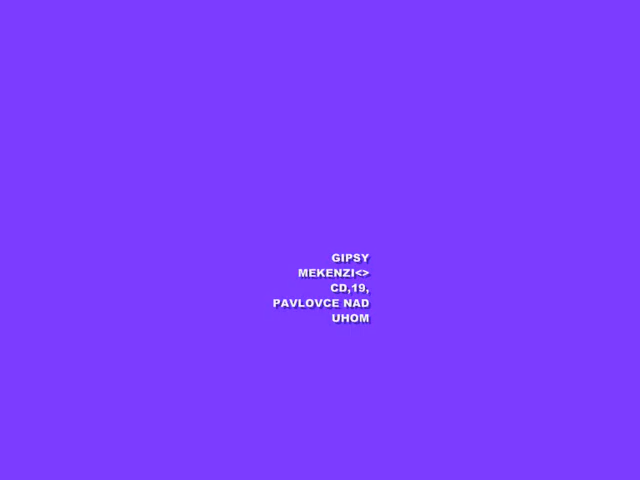 GIPSY
MEKENZI<>
CD,19,
PAVLOVCE NAD
UHOM